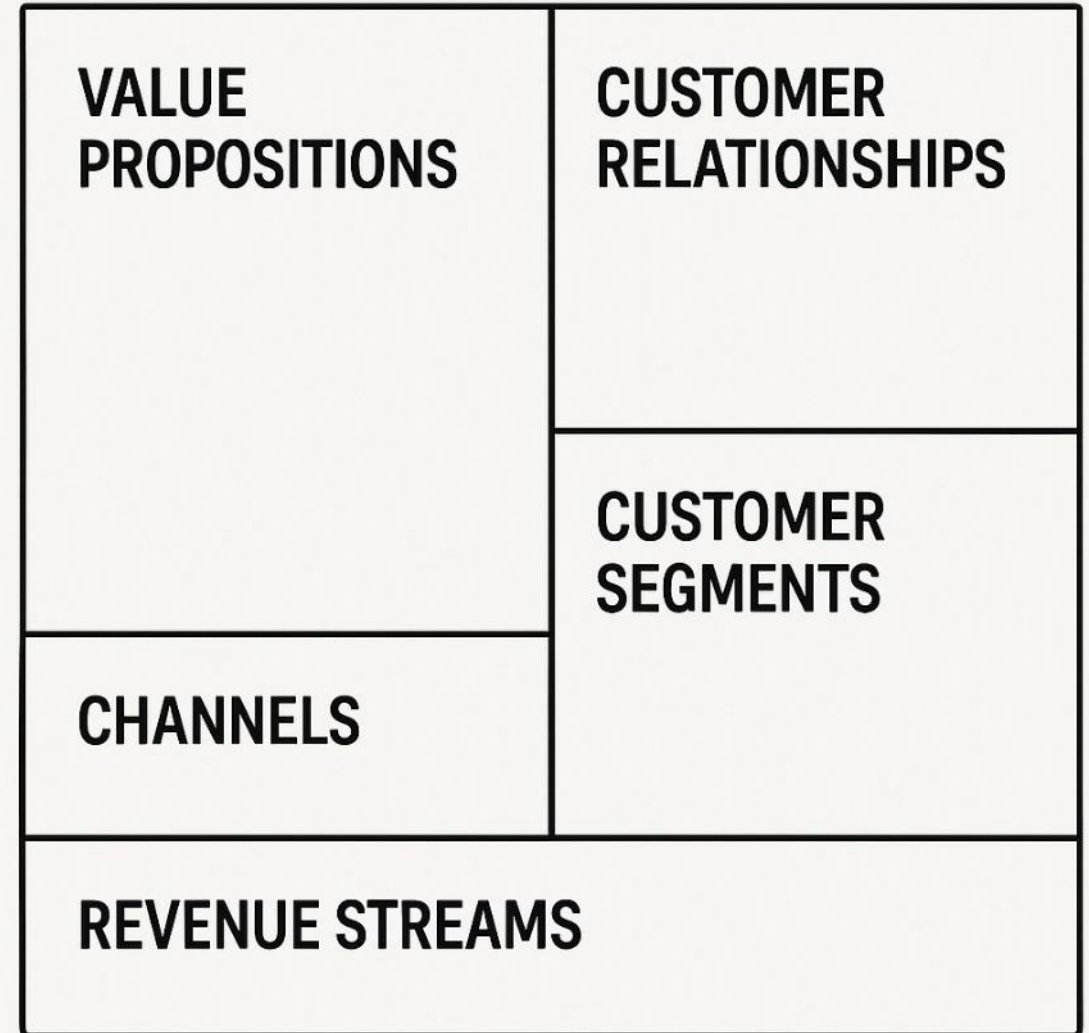 VALUE
PROPOSITIONS
CUSTOMER
RELATIONSHIPS
CUSTOMER
SEGMENTS
CHANNELS
REVENUE STREAMS